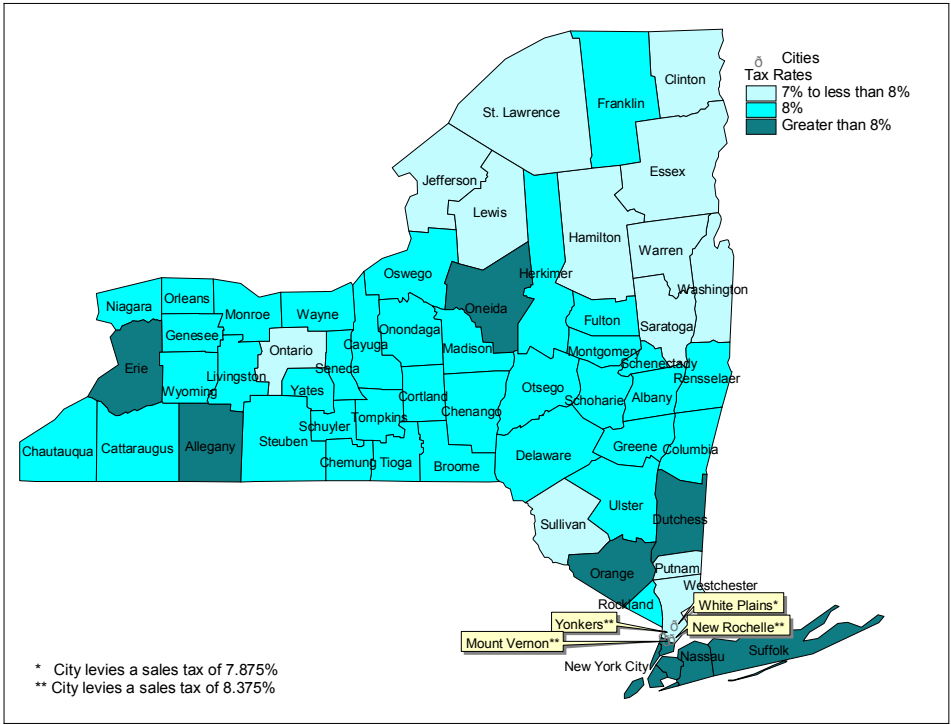 ð Cities
Tax Rates
7% to less than 8%
8%
Greater than 8%
Clinton
Franklin
St. Lawrence
Essex
Jefferson
Lewis
Hamilton
Warren
Washington
Oswego
Herkimer
Oneida
Saratoga
Niagara
Orleans
Monroe
Wayne
Fulton
Genesee
Onondaga
Cayuga
Madison
Ontario
Montgomery
Schenectady
Erie
Seneca
Rensselaer
Livingston
Wyoming
Yates
Otsego
Cortland
Schoharie
Albany
Chenango
Tompkins
Schuyler
Steuben
Allegany
Cattaraugus
Chautauqua
Greene
Columbia
Delaware
Chemung
Tioga
Broome
Ulster
Dutchess
Sullivan
Putnam
Orange
Westchester
Rockland
White Plains*
Yonkers**
New Rochelle**
Mount Vernon**
Suffolk
Nassau
New York City
* City levies a sales tax of 7.875%
** City levies a sales tax of 8.375%